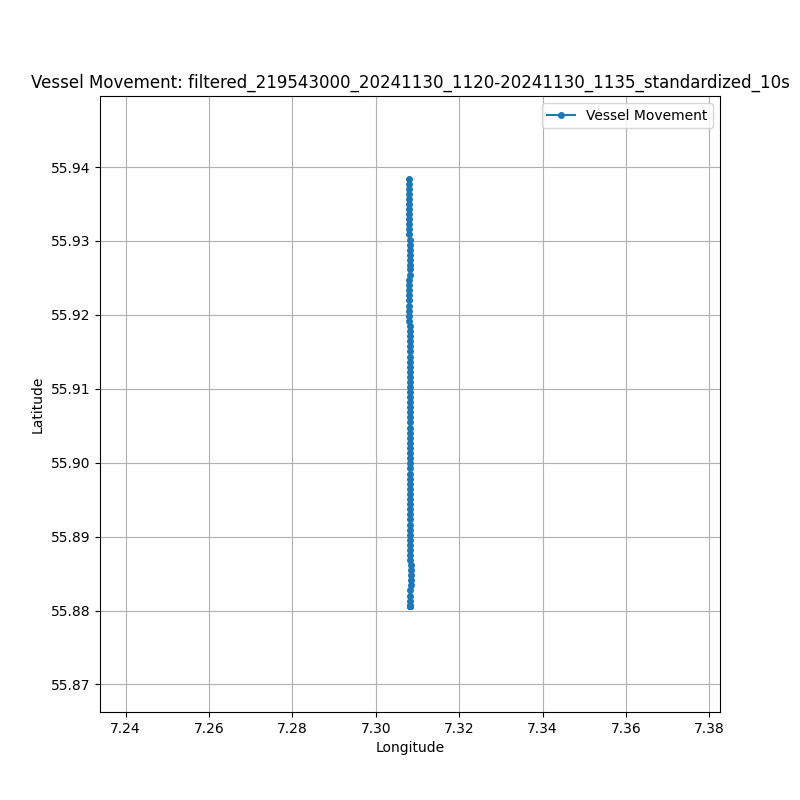 Vessel Movement: filtered_219543000_20241130_1120-20241130_1135_standardized_10s
Vessel Movement
55.94
55.93
55.92
55.91
55.90
55.89
55.88
55.87
Latitude
7.24 7.26 7.28 7.30 7.32 7.34 7.36 7.38
Longitude